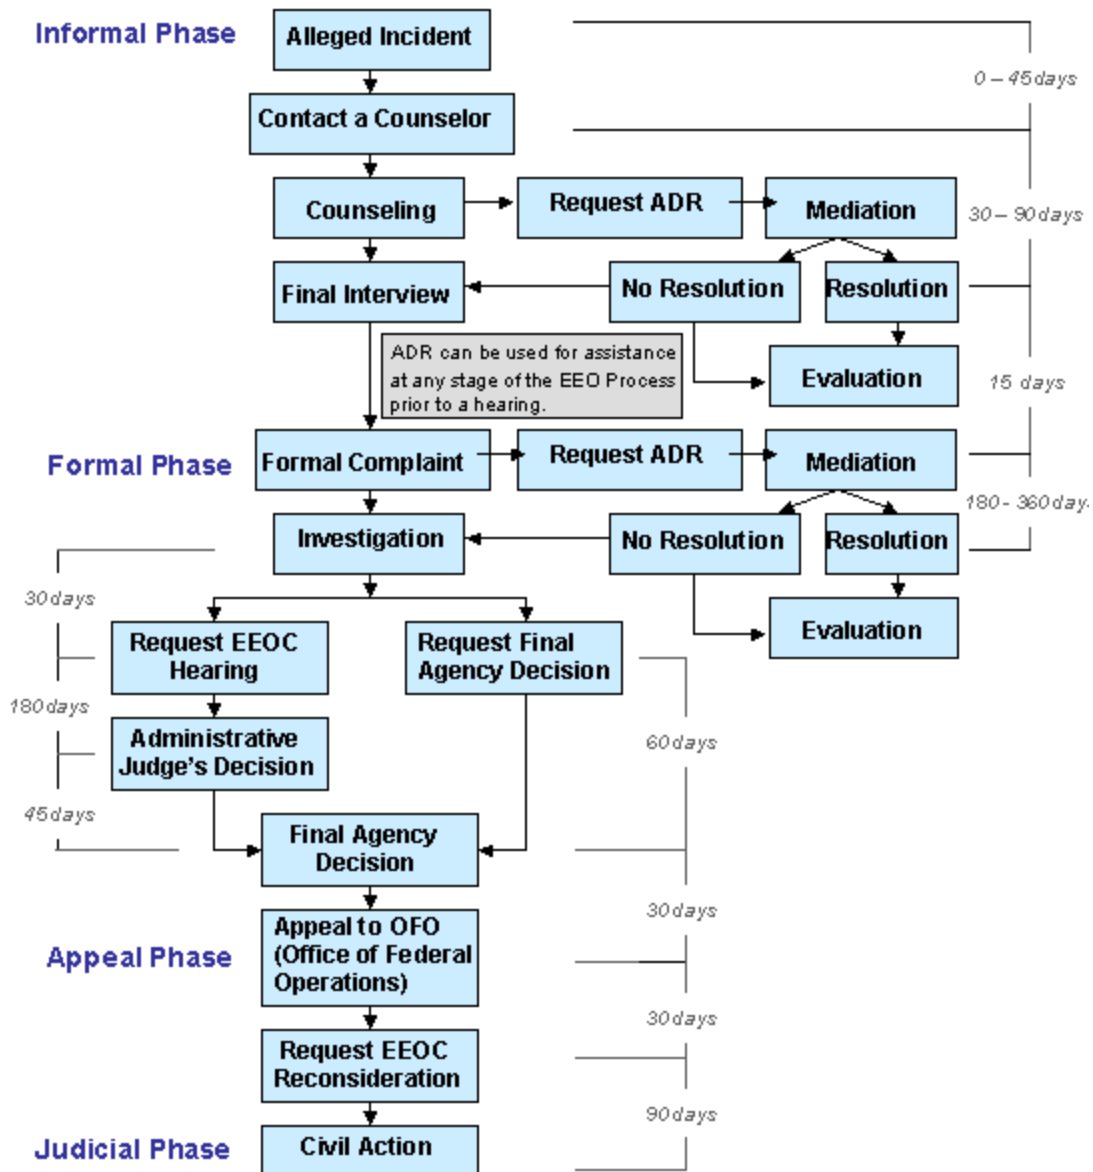 Informal Phase
Alleged Incident
0 – 45 days
Contact a Counselor
Counseling
Request ADR
Mediation
30 – 90 days
Final Interview
No Resolution
Resolution
ADR can be used for assistance
at any stage of the EEO Process
prior to a hearing.
Evaluation
15 days
Formal Phase
Formal Complaint
Request ADR
Mediation
180 - 360 day
Investigation
No Resolution
Resolution
30 days
Evaluation
Request EEOC
Hearing
Request Final
Agency Decision
180 days
Administrative
Judge's Decision
60 days
45 days
Final Agency
Decision
30 days
Appeal Phase
Appeal to OFO
(Office of Federal
Operations)
30 days
Request EEOC
Reconsideration
90 days
Judicial Phase
Civil Action